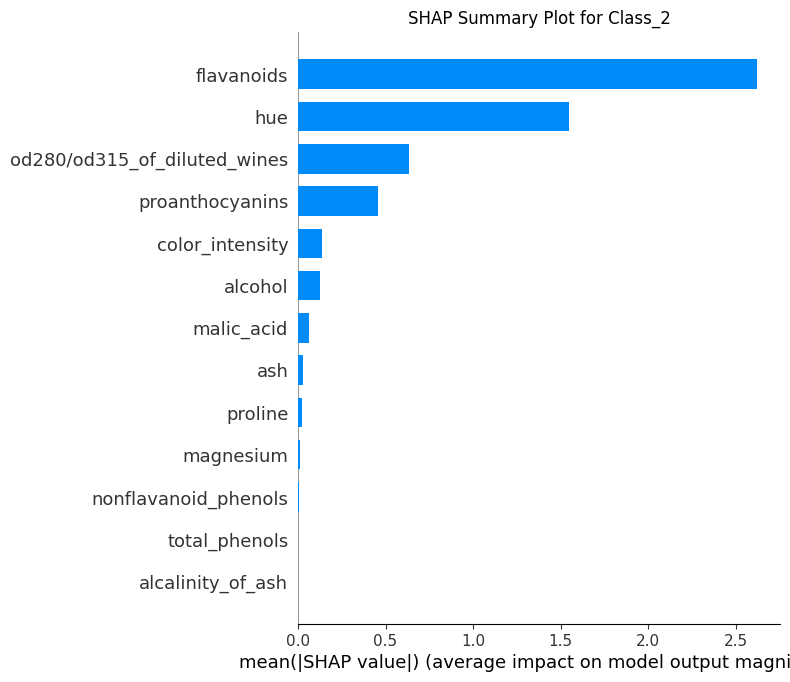 SHAP Summary Plot for Class_2
flavanoids
hue
od280/od315_of_diluted_wines
proanthocyanins
color_intensity
alcohol
malic_acid
ash
proline
magnesium
nonflavanoid_phenols
total_phenols
alcalinity_of_ash
0.0 0.5 1.0 1.5 2.0 2.5
mean(|SHAP value|) (average impact on model output magni